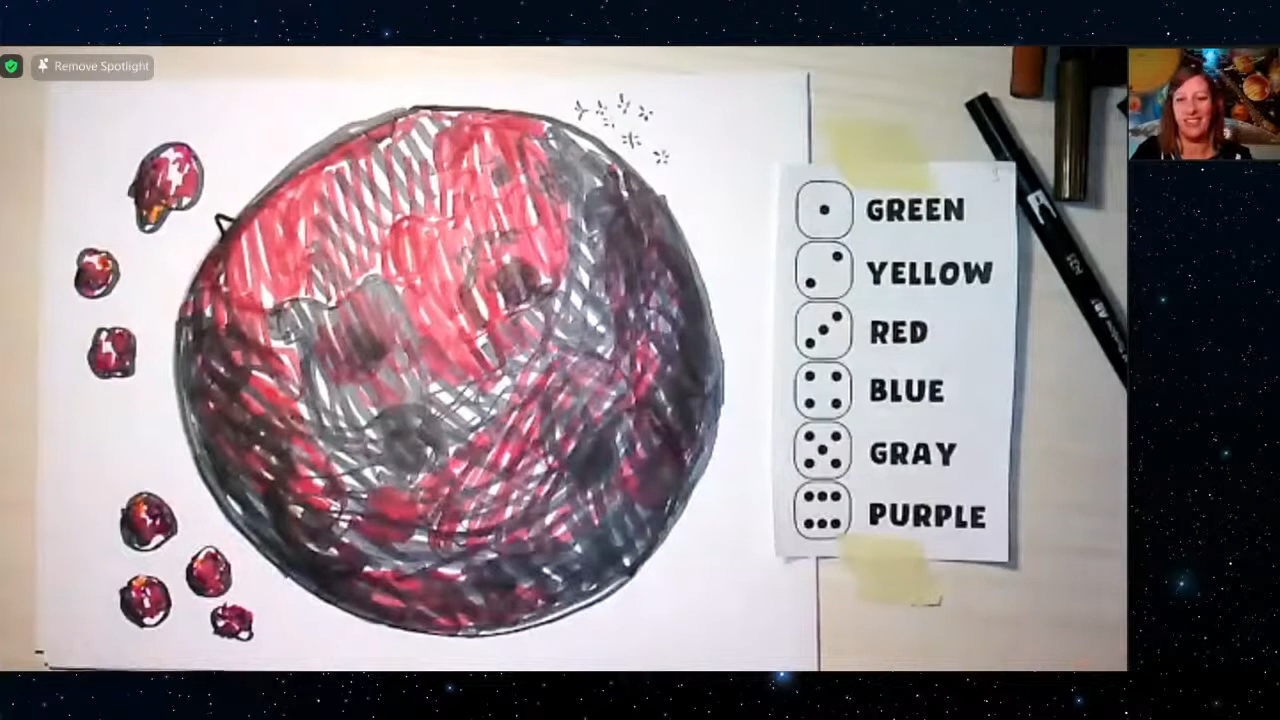 Remove Spotlight
GREEN
YELLOW
RED
BLUE
GRAY
PURPLE